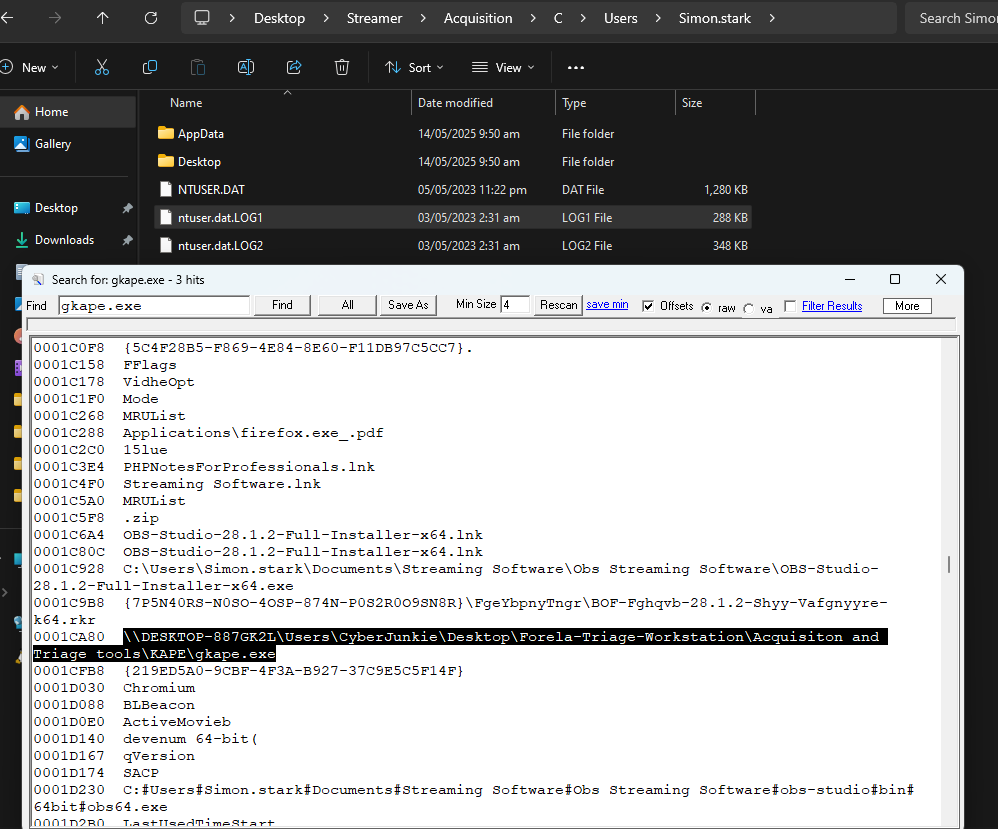 Desktop > Streamer > Acquisition > C > Users > Simon.stark >
Search Simo
New
Sort
View
Name Date modified Type Size
Home
Gallery
Desktop
Downloads
AppData 14/05/2025 9:50 am File folder
Desktop 14/05/2025 9:50 am File folder
NTUSER.DAT 05/05/2023 11:22 pm DAT File 1,280 KB
ntuser.dat.LOG1 03/05/2023 2:31 am LOG1 File 288 KB
ntuser.dat.LOG2 03/05/2023 2:31 am LOG2 File 348 KB
Search for: gkape.exe - 3 hits
Find gkape.exe Find All Save As Min Size 4 Rescan save min Offsets raw va Filter Results More
0001C0F8 {5C4F28B5-F869-4E84-8E60-F11DB97C5CC7}.
0001C158 FFlags
0001C178 VidheOpt
0001C1F0 Mode
0001C268 MRUList
0001C288 Applications\firefox.exe_.pdf
0001C2C0 15lue
0001C3E4 PHPNotesForProfessionals.lnk
0001C4F0 Streaming Software.lnk
0001C5A0 MRUList
0001C5F8 .zip
0001C6A4 OBS-Studio-28.1.2-Full-Installer-x64.lnk
0001C80C OBS-Studio-28.1.2-Full-Installer-x64.lnk
0001C928 C:\Users\Simon.stark\Documents\Streaming Software\Obs Streaming Software\OBS-Studio-
28.1.2-Full-Installer-x64.exe
0001C9B8 {7P5N40RS-N0SO-4OSP-874N-P0S2R0O9SN8R}\FgeYbpnyTngr\BOF-Fghqvb-28.1.2-Shyy-Vafgnyyre-
k64.rkr
0001CA80 \\DESKTOP-887GK2L\Users\CyberJunkie\Desktop\Forela-Triage-Workstation\Acquisiton and
Triage tools\KAPE\gkape.exe
0001CFB8 {219ED5A0-9CBF-4F3A-B927-37C9E5C5F14F}
0001D030 Chromium
0001D088 BLBeacon
0001D0E0 ActiveMovieb
0001D140 devenum 64-bit(
0001D167 qVersion
0001D174 SACP
0001D230 C:#Users#Simon.stark#Documents#Streaming Software#Obs Streaming Software#obs-studio#bin#
64bit#obs64.exe
0001D2B0 LastUsedTimeStart